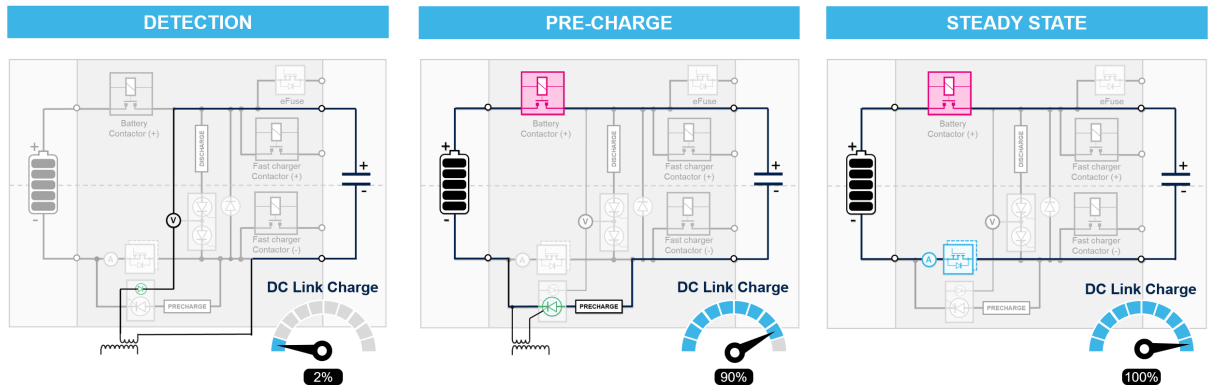 DETECTION
eFuse
Battery
Contactor (+)
DISCHARGE
Fast charger
Contactor (+)
+
-
+
-
V
Fast charger
Contactor (-)
A
PRECHARGE
DC Link Charge
2%
PRE-CHARGE
eFuse
Battery
Contactor (+)
DISCHARGE
Fast charger
Contactor (+)
+
-
+
-
V
Fast charger
Contactor (-)
A
PRECHARGE
DC Link Charge
90%
STEADY STATE
eFuse
Battery
Contactor (+)
DISCHARGE
Fast charger
Contactor (+)
+
-
+
-
V
Fast charger
Contactor (-)
A
PRECHARGE
DC Link Charge
100%